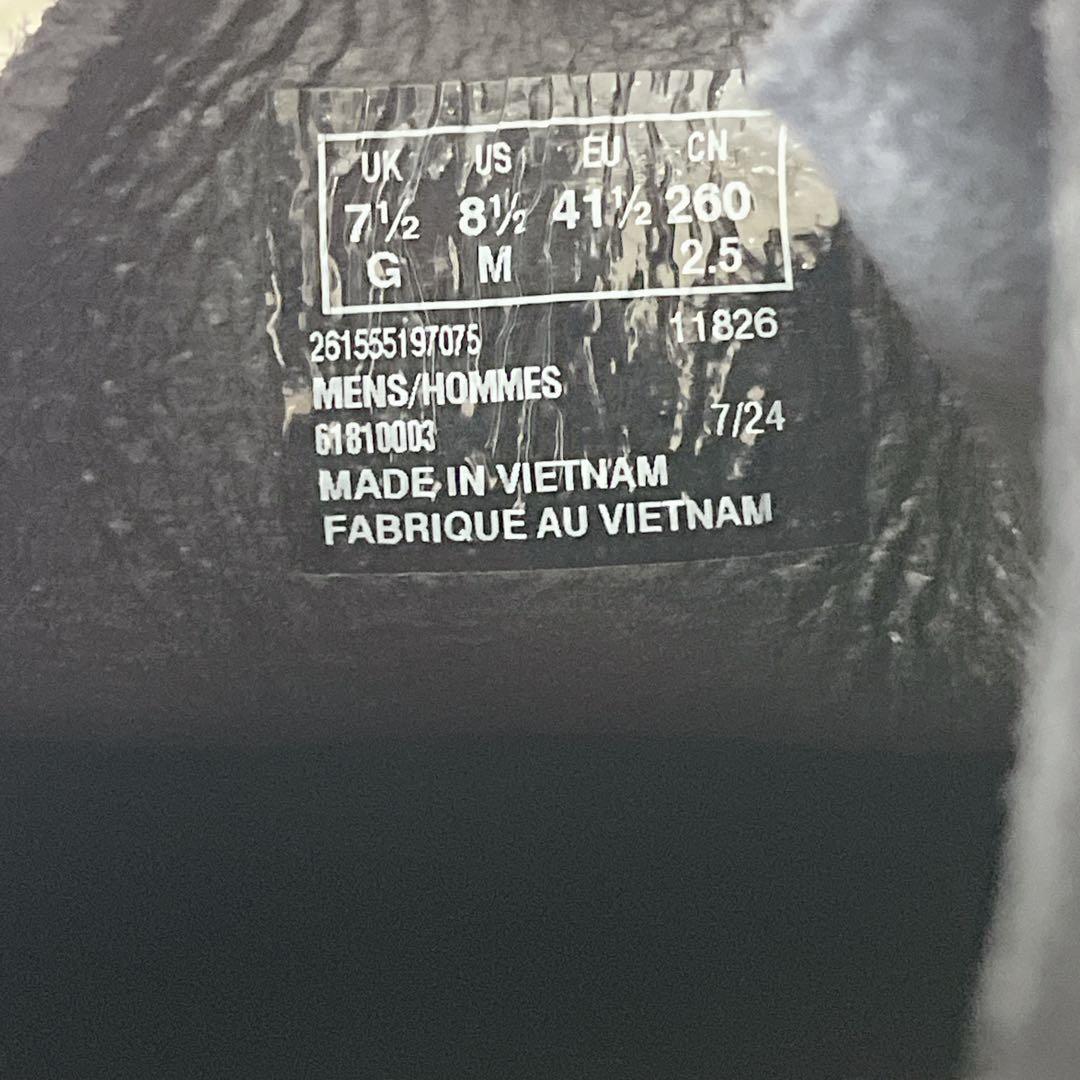 UK US EU CN
7½ 8½ 41½ 260
G M 2.5
261555197075 11826
MENS/HOMMES
61810003 7/24
MADE IN VIETNAM
FABRIQUE AU VIETNAM